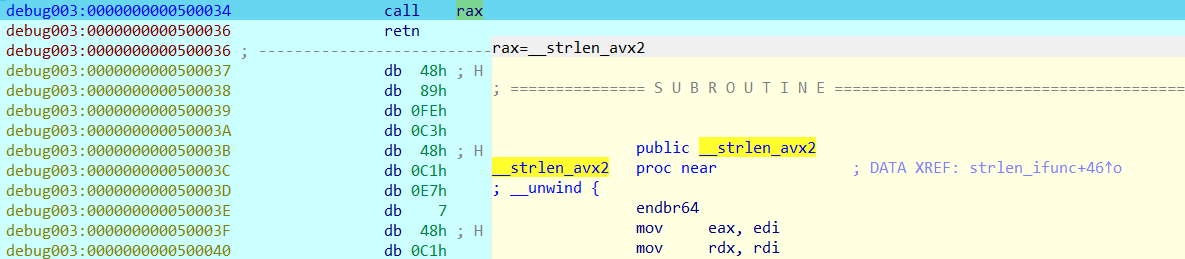 debug003:0000000000500034 call rax
debug003:0000000000500036 retn
debug003:0000000000500036 ; ---------------------------
debug003:0000000000500037 db 48h ; H
debug003:0000000000500038 db 89h
debug003:0000000000500039 db 0FEh
debug003:000000000050003A db 0C3h
debug003:000000000050003B db 48h ; H
debug003:000000000050003C db 0C1h
debug003:000000000050003D db 0E7h
debug003:000000000050003E db 7
debug003:000000000050003F db 48h ; H
debug003:0000000000500040 db 0C1h
rax=__strlen_avx2
; =============== S U B R O U T I N E =======================================
public __strlen_avx2
__strlen_avx2 proc near ; DATA XREF: strlen_ifunc+46↑o
; __unwind {
endbr64
mov eax, edi
mov rdx, rdi